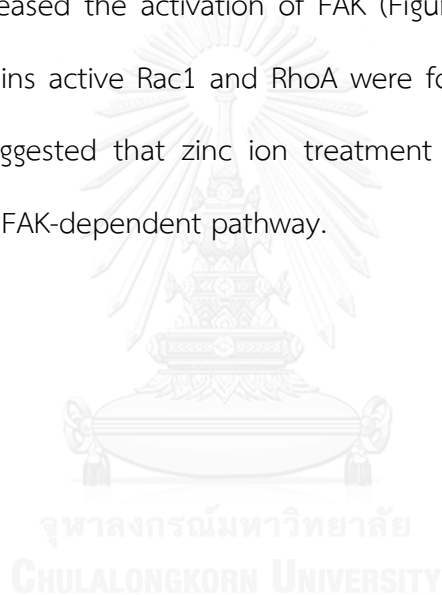 eased the activation of FAK (Figur
ins active Rac1 and RhoA were fo
ggested that zinc ion treatment
FAK-dependent pathway.
จุฬาลงกรณ์มหาวิทยาลัย
CHULALONGKORN UNIVERSITY